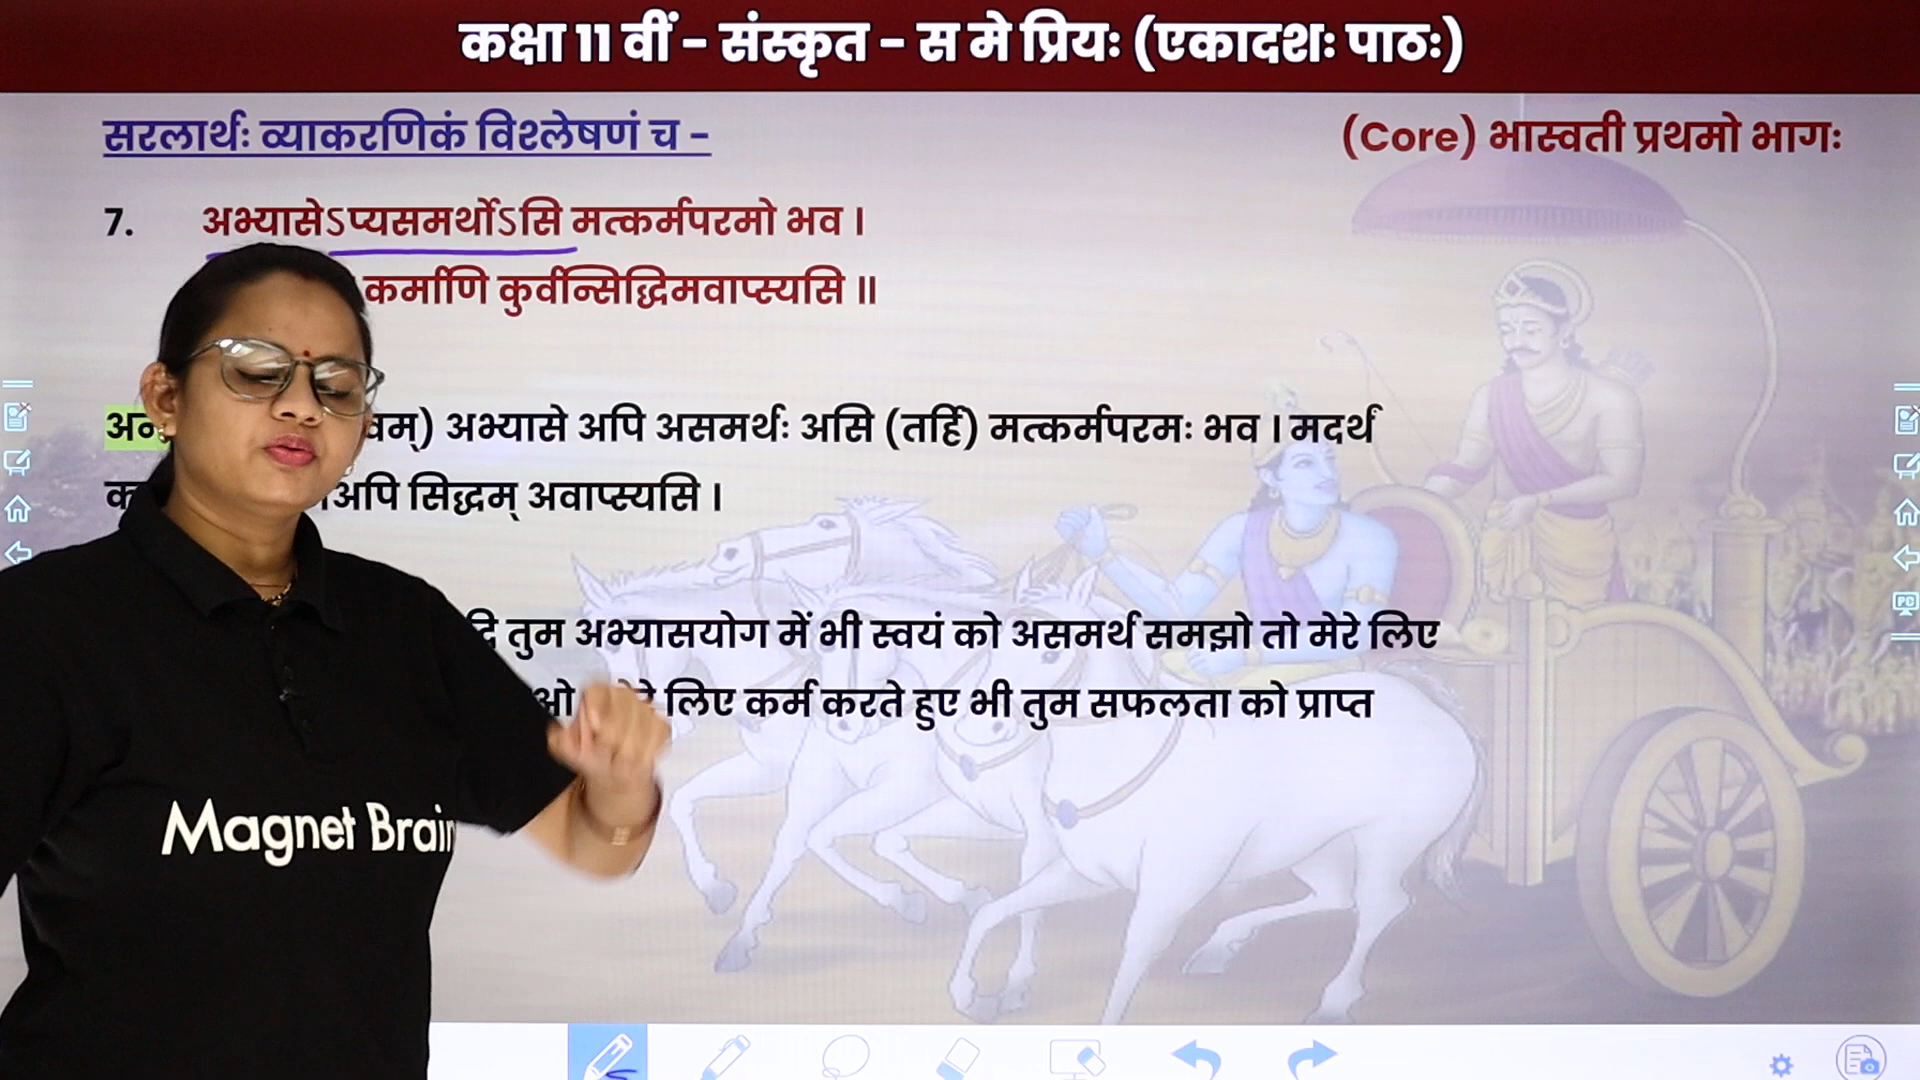 कक्षा 11 वीं - संस्कृत - स मे प्रियः (एकादशः पाठः)
सरलार्थः व्याकरणिकं विश्लेषणं च -
(Core) भास्वती प्रथमो भागः
7. अभ्यासेऽप्यसमर्थोऽसि मत्कर्मपरमो भव ।
कर्माणि कुर्वन्सिद्धिमवाप्स्यसि ॥
अभ्यासे अपि असमर्थः असि (तर्हि) मत्कर्मपरमः भव । मदर्थं
अपि सिद्धम् अवाप्स्यसि ।
तुम अभ्यासयोग में भी स्वयं को असमर्थ समझो तो मेरे लिए
लिए कर्म करते हुए भी तुम सफलता को प्राप्त
Magnet Brain